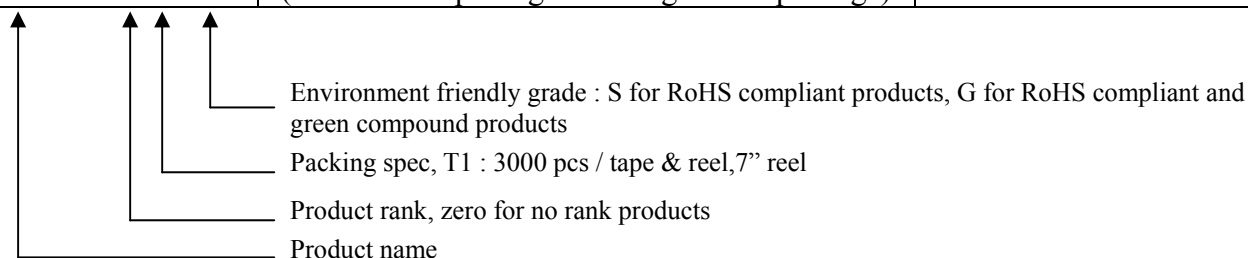 Environment friendly grade : S for RoHS compliant products, G for RoHS compliant and
green compound products
Packing spec, T1 : 3000 pcs / tape & reel,7” reel
Product rank, zero for no rank products
Product name